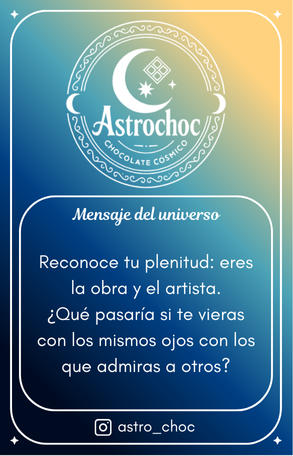 Astrochoc
CHOCOLATE CÓSMICO
Mensaje del universo
Reconoce tu plenitud: eres
la obra y el artista.
¿Qué pasaría si te vieras
con los mismos ojos con los
que admiras a otros?
astro_choc